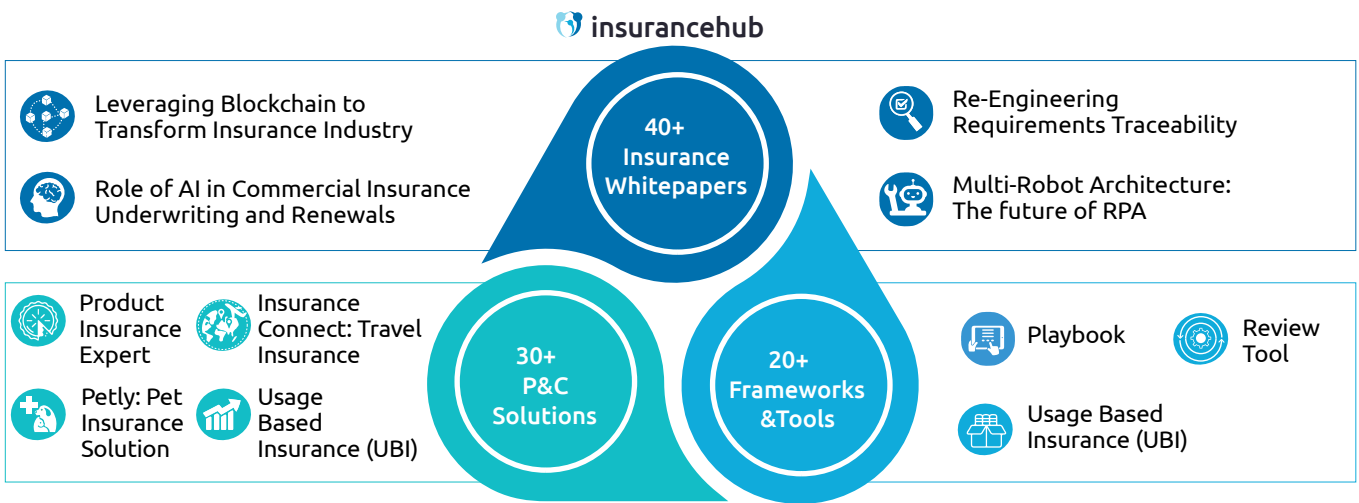 insurancehub
Leveraging Blockchain to
Transform Insurance Industry
Role of AI in Commercial Insurance
Underwriting and Renewals
40+
Insurance
Whitepapers
Re-Engineering
Requirements Traceability
Multi-Robot Architecture:
The future of RPA
Product
Insurance
Expert
Insurance
Connect: Travel
Insurance
Petly: Pet
Insurance
Solution
Usage
Based
Insurance (UBI)
30+
P&C
Solutions
20+
Frameworks
&Tools
Playbook
Review
Tool
Usage Based
Insurance (UBI)